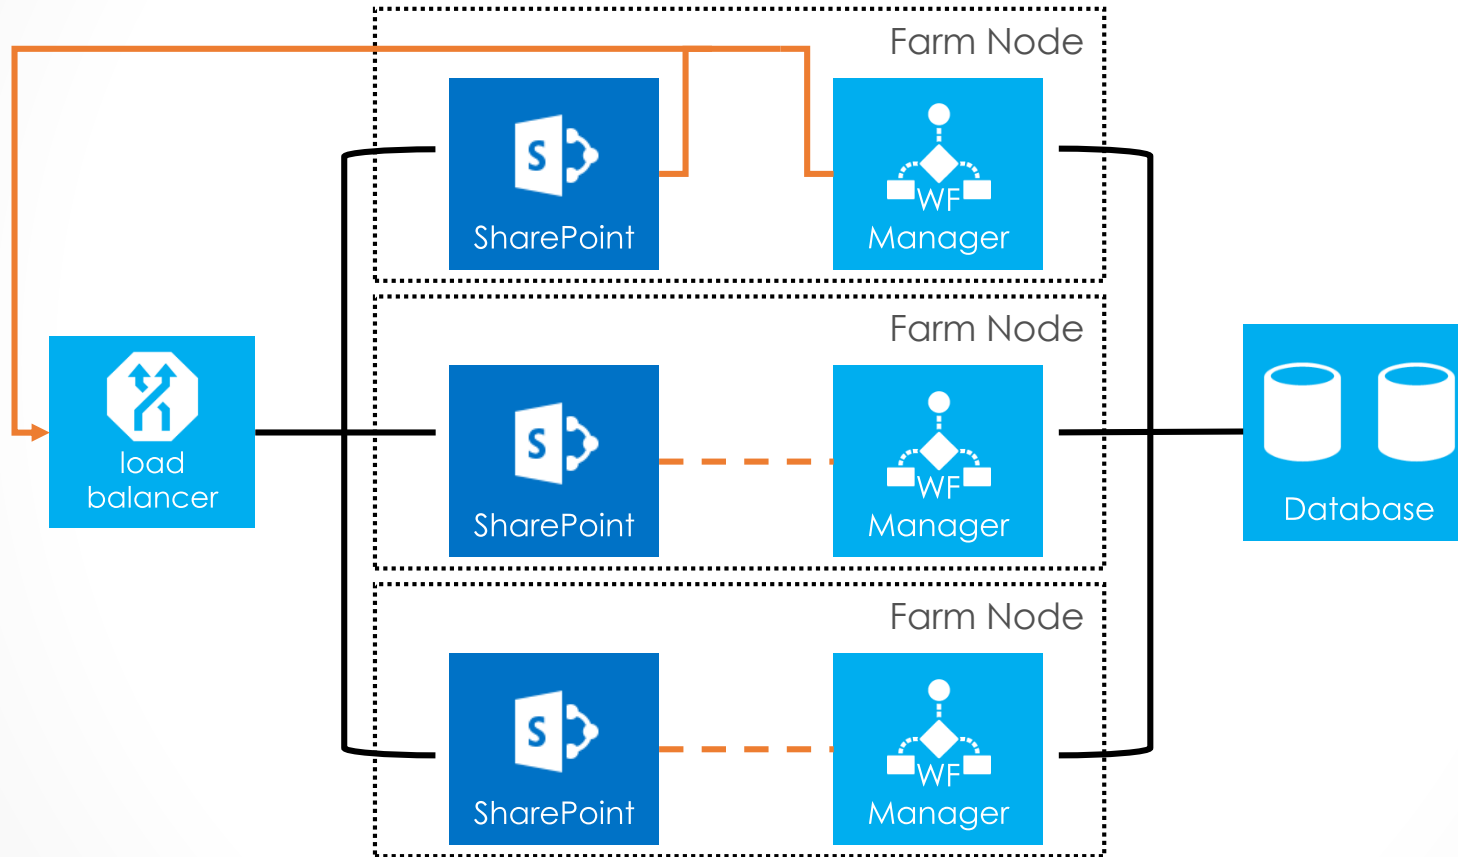 Farm Node
S
SharePoint
WF
Manager
Farm Node
load
balancer
S
SharePoint
WF
Manager
Database
Farm Node
S
SharePoint
WF
Manager